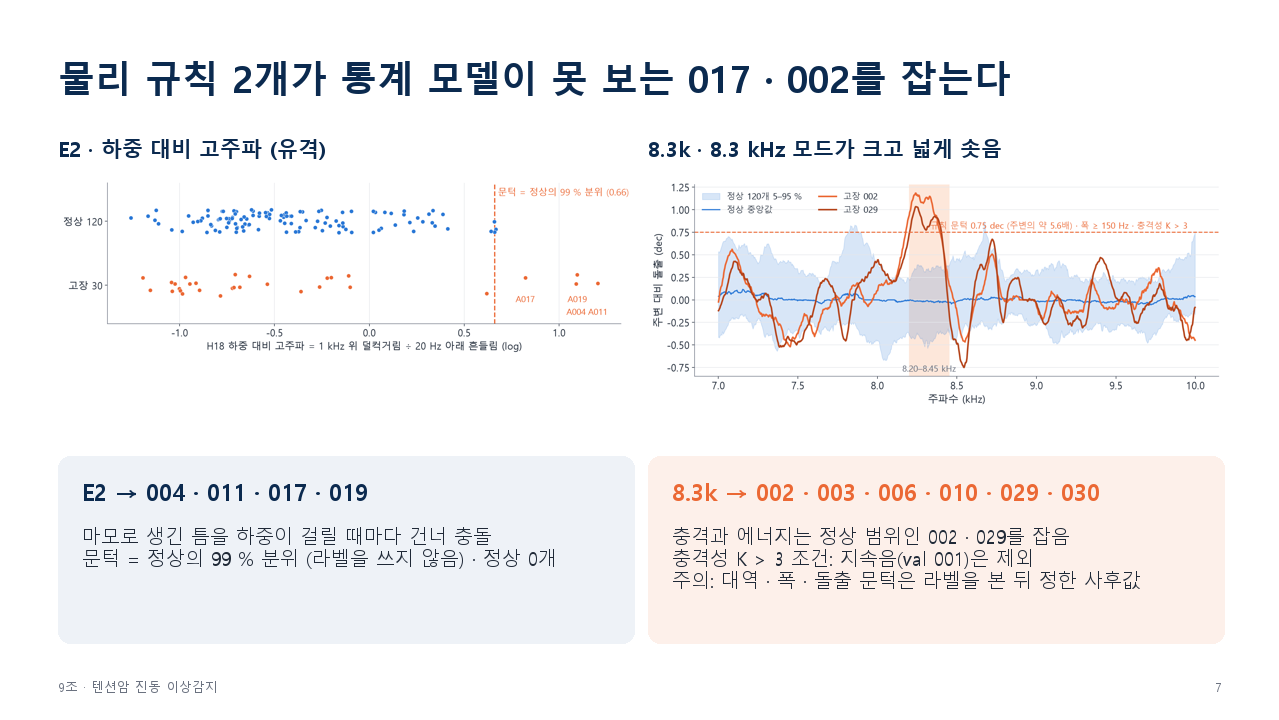 물리 규칙 2개가 통계 모델이 못 보는 017 · 002를 잡는다
E2 · 하중 대비 고주파 (유격)
문턱 = 정상의 99 % 분위 (0.66)
정상 120
고장 30
A017
A019
A004 A011
-1.0
-0.5
0.0
0.5
1.0
H18 하중 대비 고주파 = 1 kHz 위 덜컥거림 ÷ 20 Hz 아래 흔들림 (log)
8.3k · 8.3 kHz 모드가 크고 넓게 솟음
정상 120개 5–95 %
정상 중앙값
고장 002
고장 029
규칙 문턱 0.75 dec (주변의 약 5.6배) · 폭 ≥ 150 Hz · 충격성 K > 3
주변 대비 돌출 (dec)
1.25
1.00
0.75
0.50
0.25
0.00
-0.25
-0.50
-0.75
8.20–8.45 kHz
7.0
7.5
8.0
8.5
9.0
9.5
10.0
주파수 (kHz)
E2 → 004 · 011 · 017 · 019
마모로 생긴 틈을 하중이 걸릴 때마다 건너 충돌
문턱 = 정상의 99 % 분위 (라벨을 쓰지 않음) · 정상 0개
8.3k → 002 · 003 · 006 · 010 · 029 · 030
충격과 에너지는 정상 범위인 002 · 029를 잡음
충격성 K > 3 조건: 지속음(val 001)은 제외
주의: 대역 · 폭 · 돌출 문턱은 라벨을 본 뒤 정한 사후값
9조 · 텐션암 진동 이상감지
7